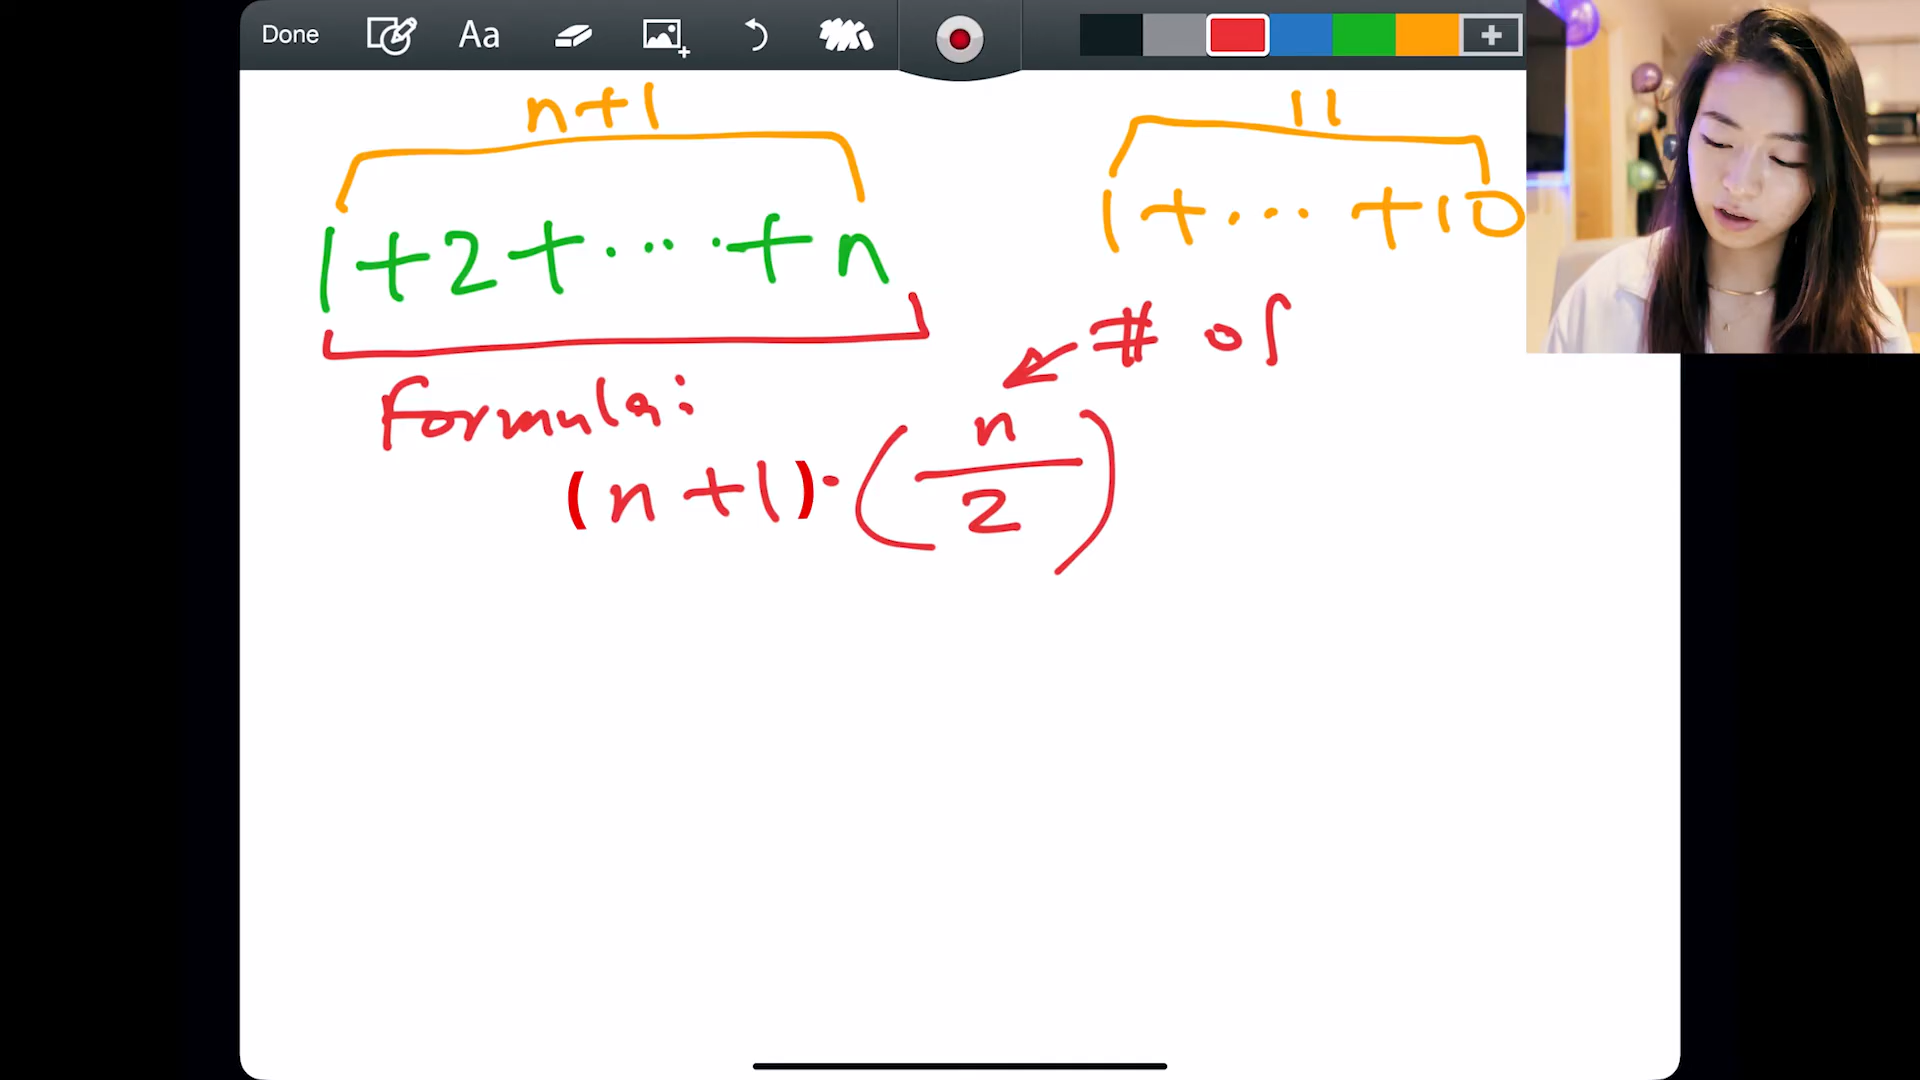 Done
Aa
n+1
11
1+2+.....+n
1+...+10
# of
Formula:
(n+1)·(n/2)